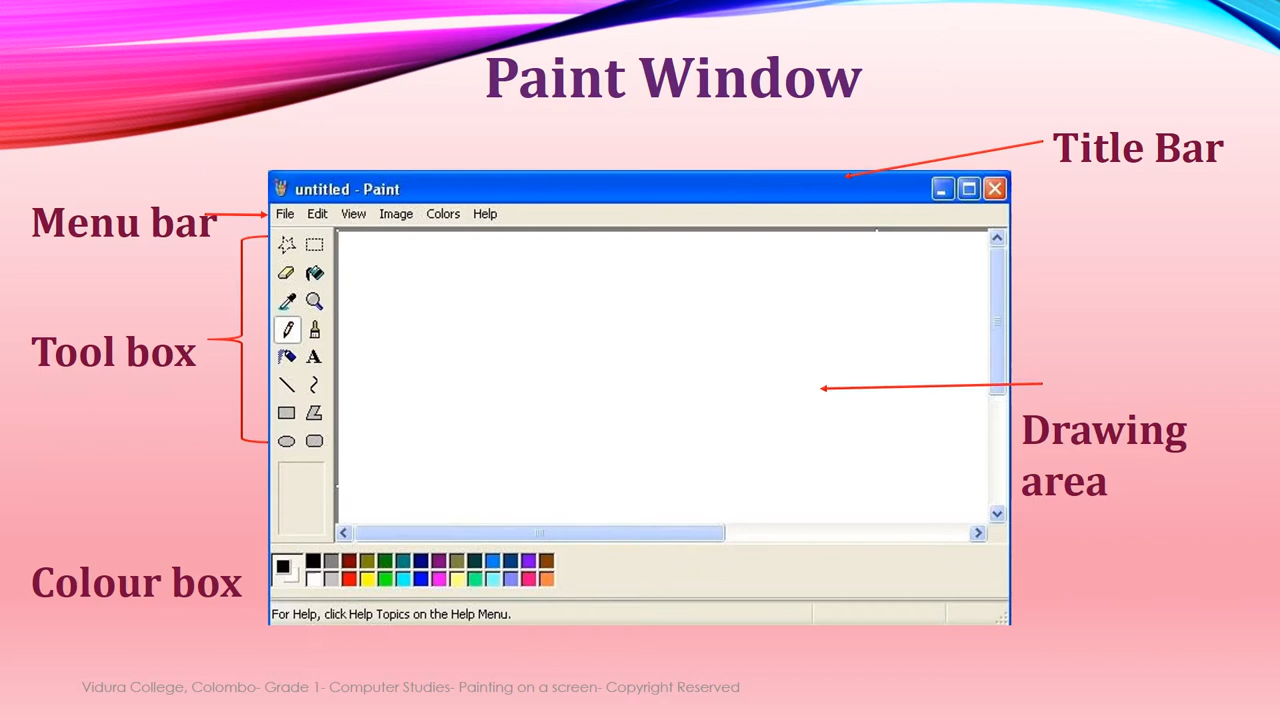 Paint Window
Title Bar
untitled - Paint
Menu bar
File Edit View Image Colors Help
Tool box
A
Drawing
area
Colour box
For Help, click Help Topics on the Help Menu.
Vidura College, Colombo- Grade 1- Computer Studies- Painting on a screen- Copyright Reserved